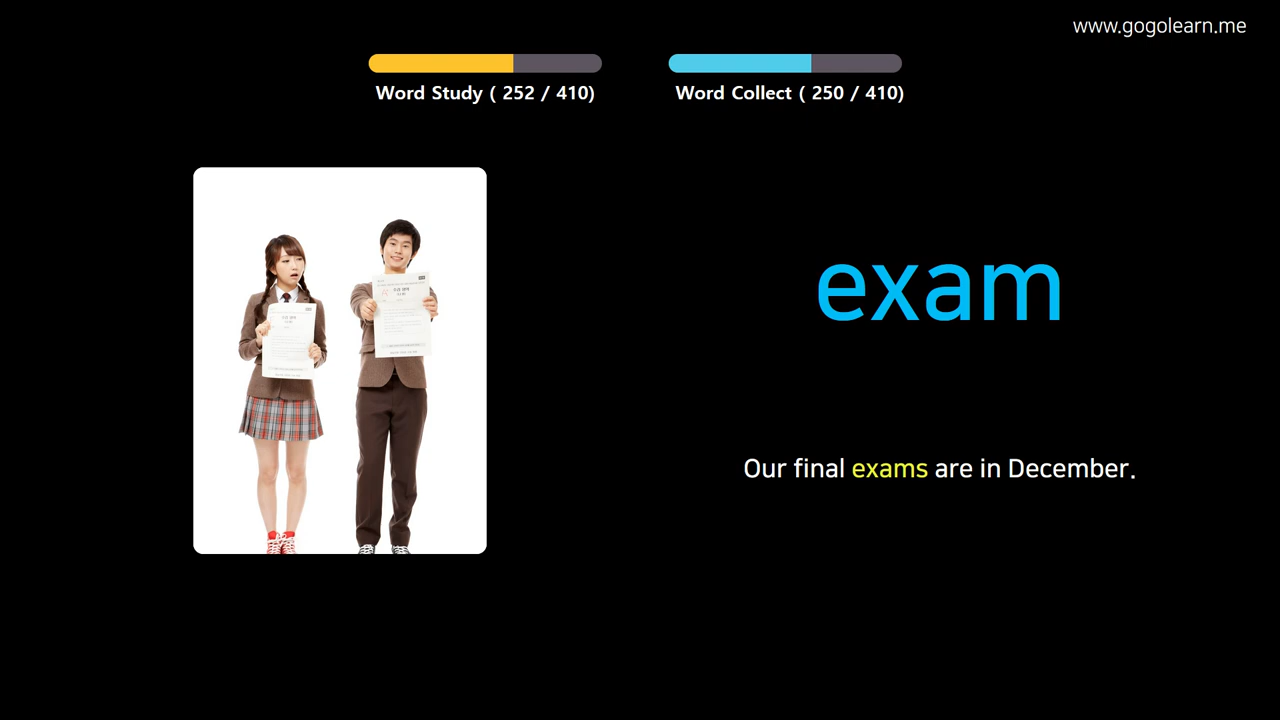 www.gogolearn.me
Word Study ( 252 / 410)
Word Collect ( 250 / 410)
exam
Our final exams are in December.